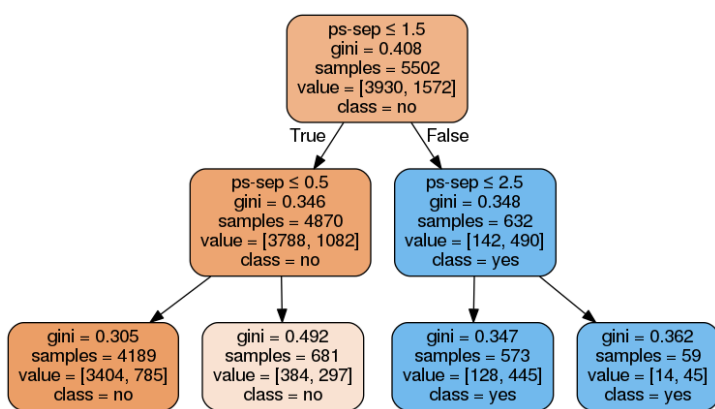 ps-sep ≤ 1.5
gini = 0.408
samples = 5502
value = [3930, 1572]
class = no
True
False
ps-sep ≤ 0.5
gini = 0.346
samples = 4870
value = [3788, 1082]
class = no
ps-sep ≤ 2.5
gini = 0.348
samples = 632
value = [142, 490]
class = yes
gini = 0.305
samples = 4189
value = [3404, 785]
class = no
gini = 0.492
samples = 681
value = [384, 297]
class = no
gini = 0.347
samples = 573
value = [128, 445]
class = yes
gini = 0.362
samples = 59
value = [14, 45]
class = yes